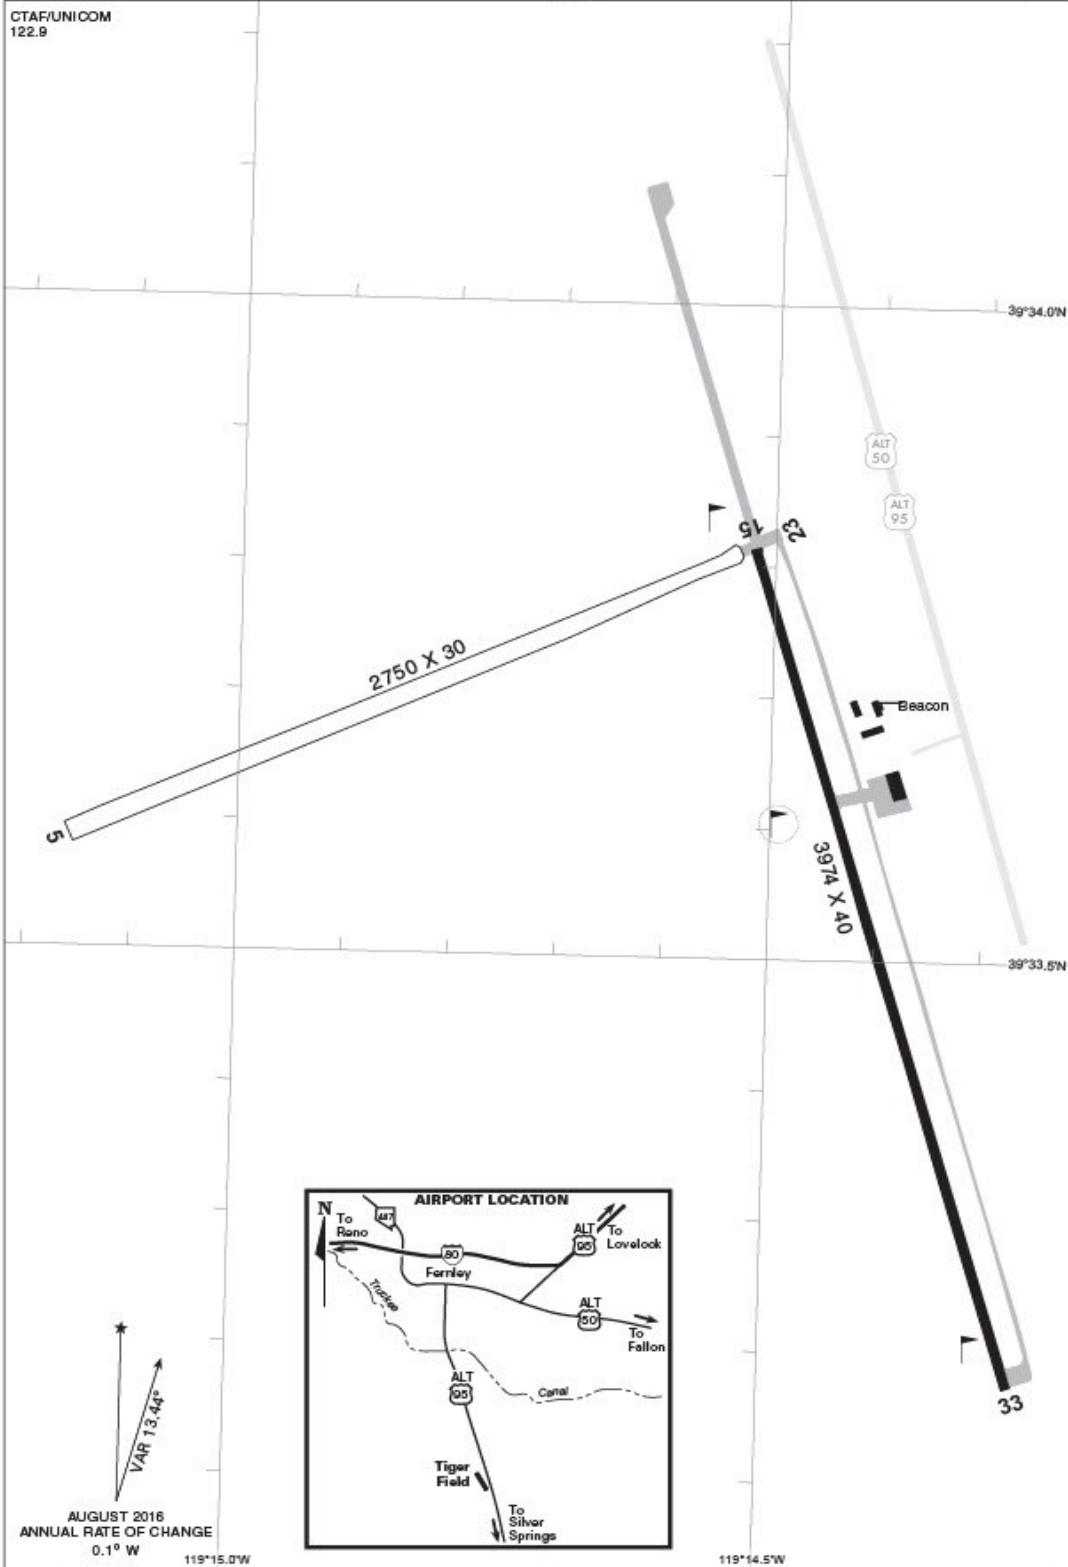 CTAF/UNICOM
122.9
39°34.0'N
ALT
50
ALT
95
15
23
2750 X 30
Beacon
5
3974 X 40
39°33.5'N
AIRPORT LOCATION
N
To
Reno
447
80
Fernley
ALT
95
To
Lovelock
Truckee
ALT
50
To
Fallon
ALT
95
Canal
Tiger
Field
To
Silver
Springs
33
VAR 13.44°
AUGUST 2016
ANNUAL RATE OF CHANGE
0.1° W
119°15.0'W
119°14.5'W